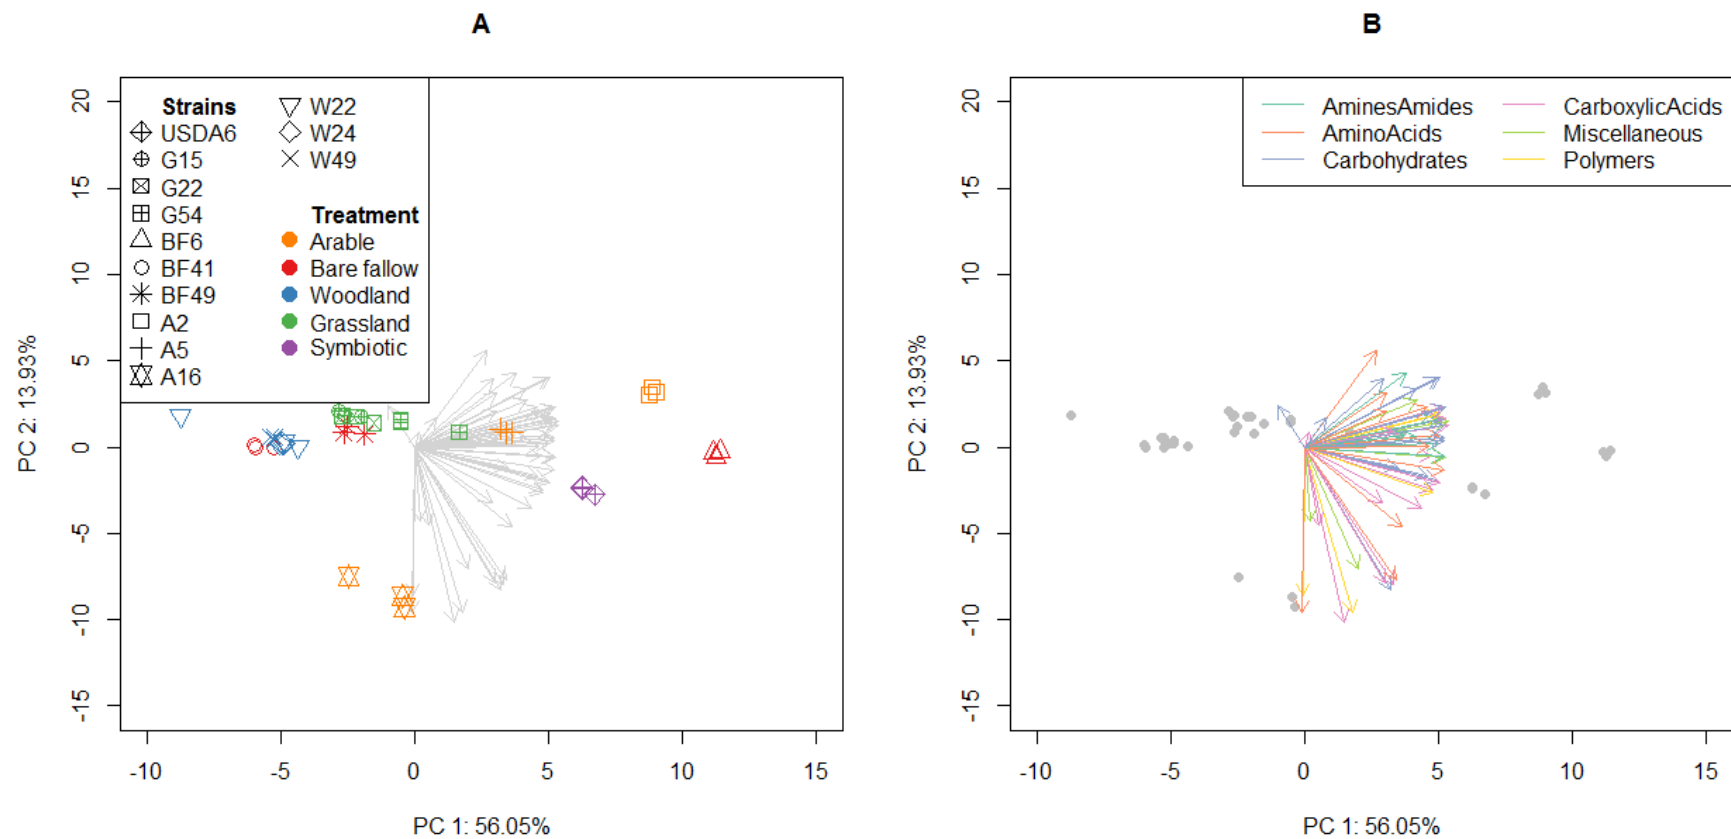 A
Strains
USDA6
G15
G22
G54
BF6
BF41
BF49
A2
A5
A16
W22
W24
W49
Treatment
Arable
Bare fallow
Woodland
Grassland
Symbiotic
20
15
10
5
0
-5
-10
-15
PC 2: 13.93%
-10 -5 0 5 10 15
PC 1: 56.05%
B
AminesAmides
AminoAcids
Carbohydrates
CarboxylicAcids
Miscellaneous
Polymers
20
15
10
5
0
-5
-10
-15
PC 2: 13.93%
-10 -5 0 5 10 15
PC 1: 56.05%